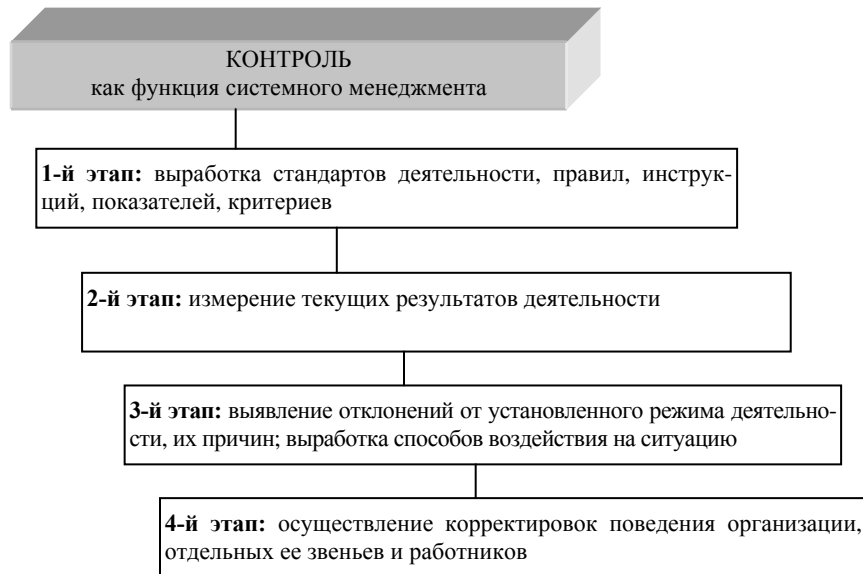 КОНТРОЛЬ
как функция системного менеджмента
1-й этап: выработка стандартов деятельности, правил, инструк-
ций, показателей, критериев
2-й этап: измерение текущих результатов деятельности
3-й этап: выявление отклонений от установленного режима деятельно-
сти, их причин; выработка способов воздействия на ситуацию
4-й этап: осуществление корректировок поведения организации,
отдельных ее звеньев и работников